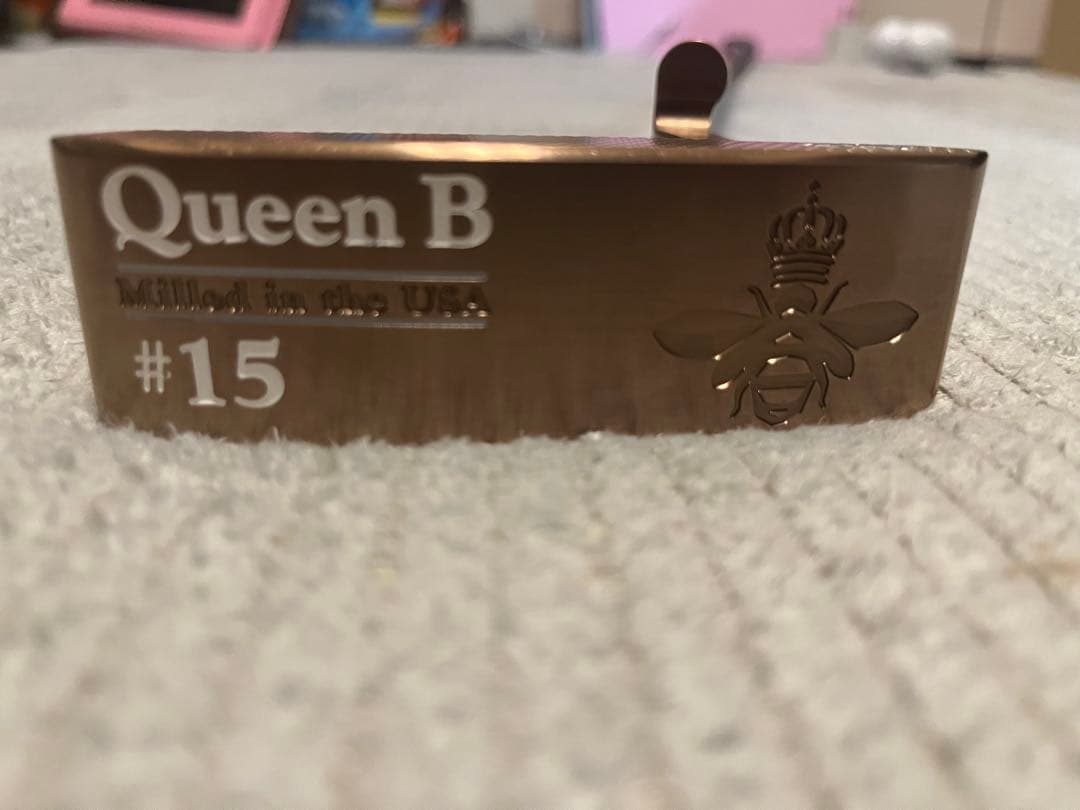 Queen B
Milled in the USA
#15